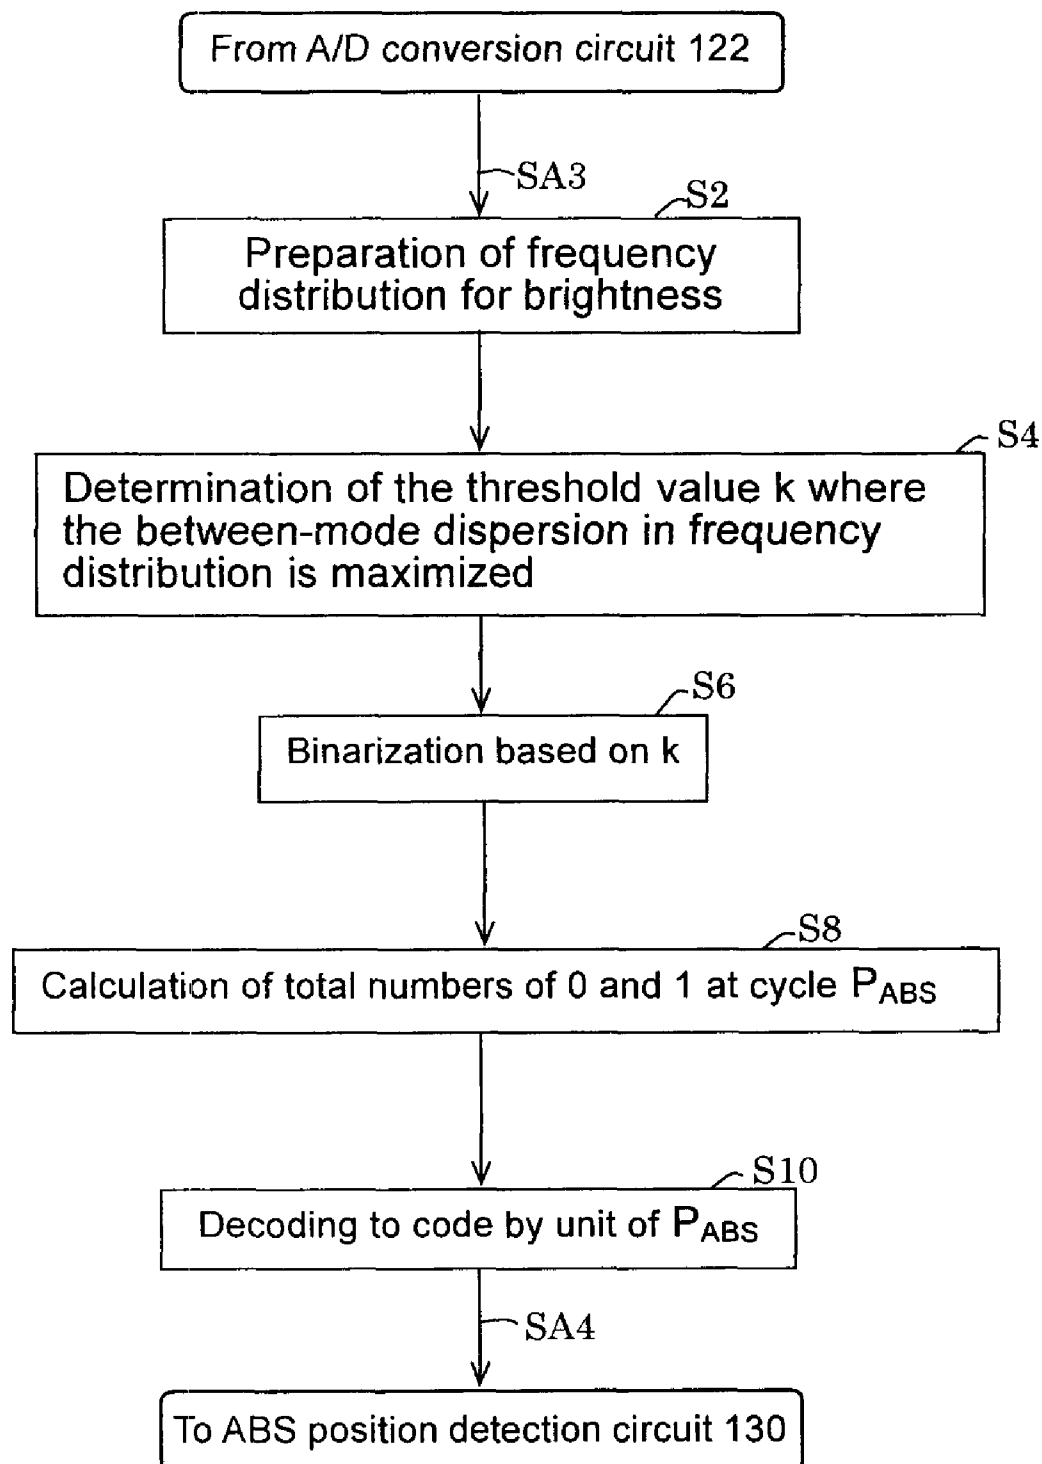 From A/D conversion circuit 122
SA3
S2
Preparation of frequency
distribution for brightness
S4
Determination of the threshold value k where
the between-mode dispersion in frequency
distribution is maximized
S6
Binarization based on k
S8
Calculation of total numbers of 0 and 1 at cycle PABS
S10
Decoding to code by unit of PABS
SA4
To ABS position detection circuit 130